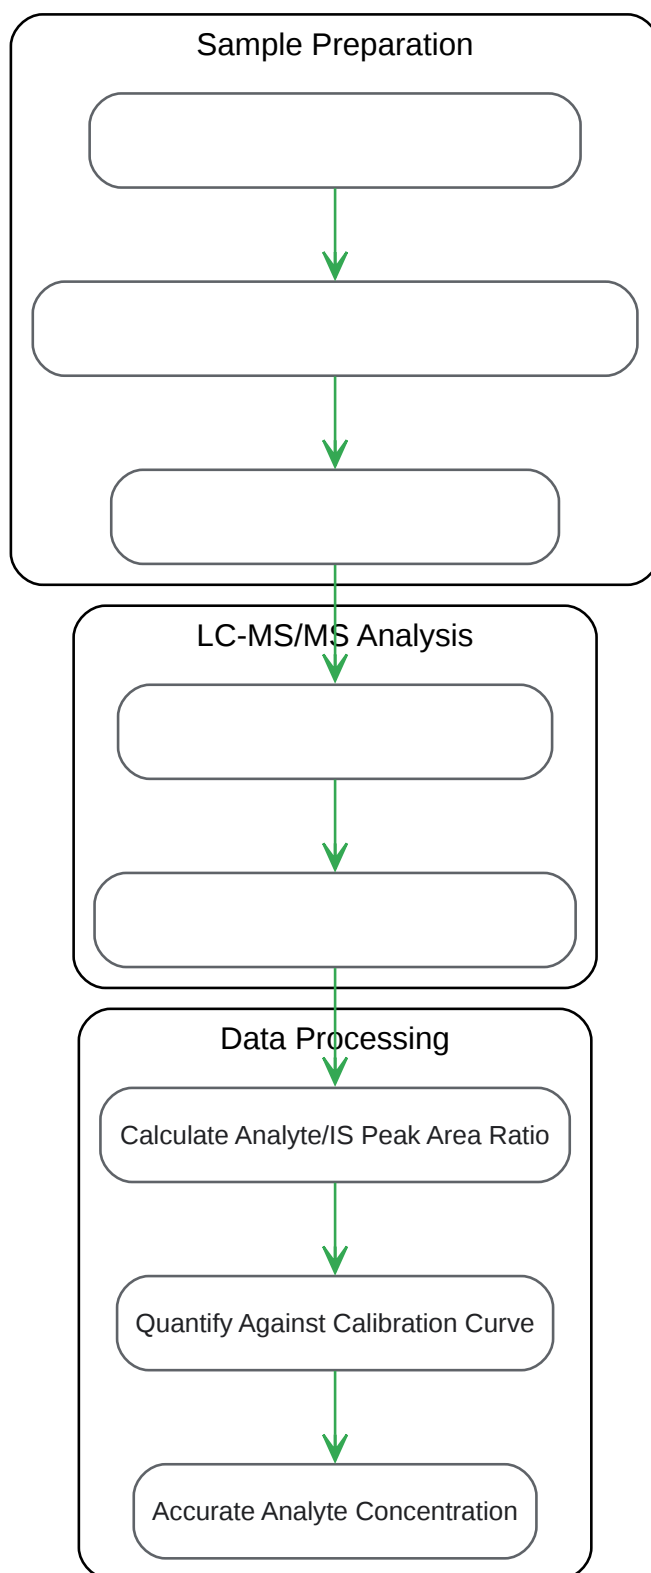 Sample Preparation
LC-MS/MS Analysis
Data Processing
Calculate Analyte/IS Peak Area Ratio
Quantify Against Calibration Curve
Accurate Analyte Concentration